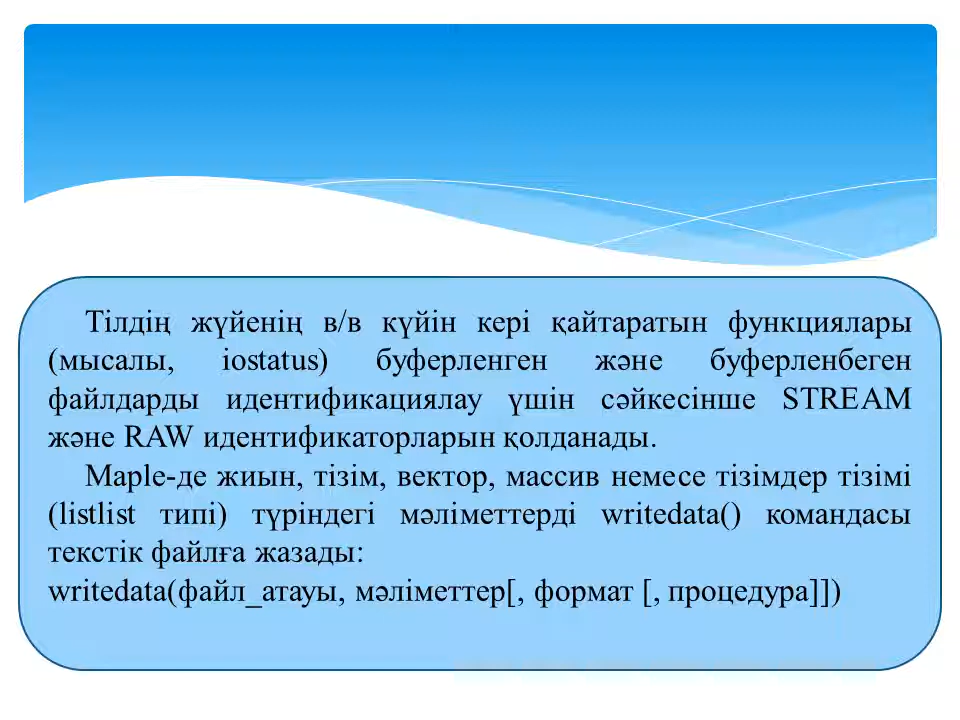 Тілдің жүйенің в/в күйін кері қайтаратын функциялары
(мысалы, iostatus) буферленген және буферленбеген
файлдарды идентификациялау үшін сәйкесінше STREAM
және RAW идентификаторларын қолданады.
Maple-де жиын, тізім, вектор, массив немесе тізімдер тізімі
(listlist типі) түріндегі мәліметтерді writedata() командасы
текстік файлға жазады:
writedata(файл_атауы, мәліметтер[, формат [, процедура]])